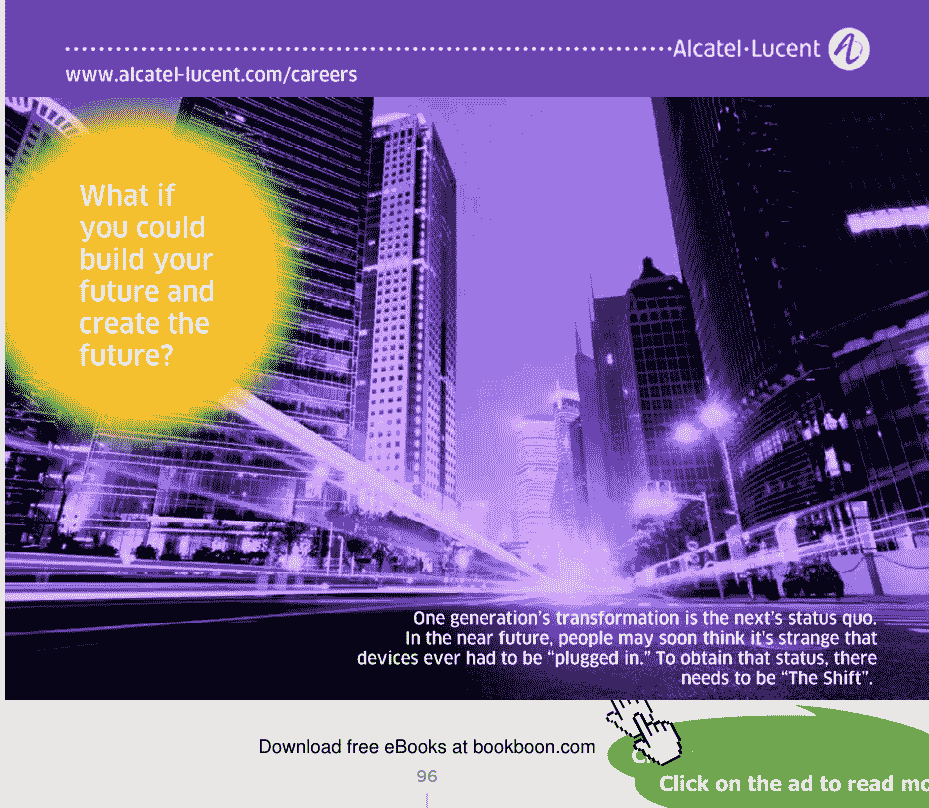 Alcatel·Lucent
www.alcatel-lucent.com/careers
What if
you could
build your
future and
create the
future?
One generation's transformation is the next's status quo.
In the near future, people may soon think it's strange that
devices ever had to be “plugged in.” To obtain that status, there
needs to be “The Shift”.
Download free eBooks at bookboon.com
96
Click on the ad to read